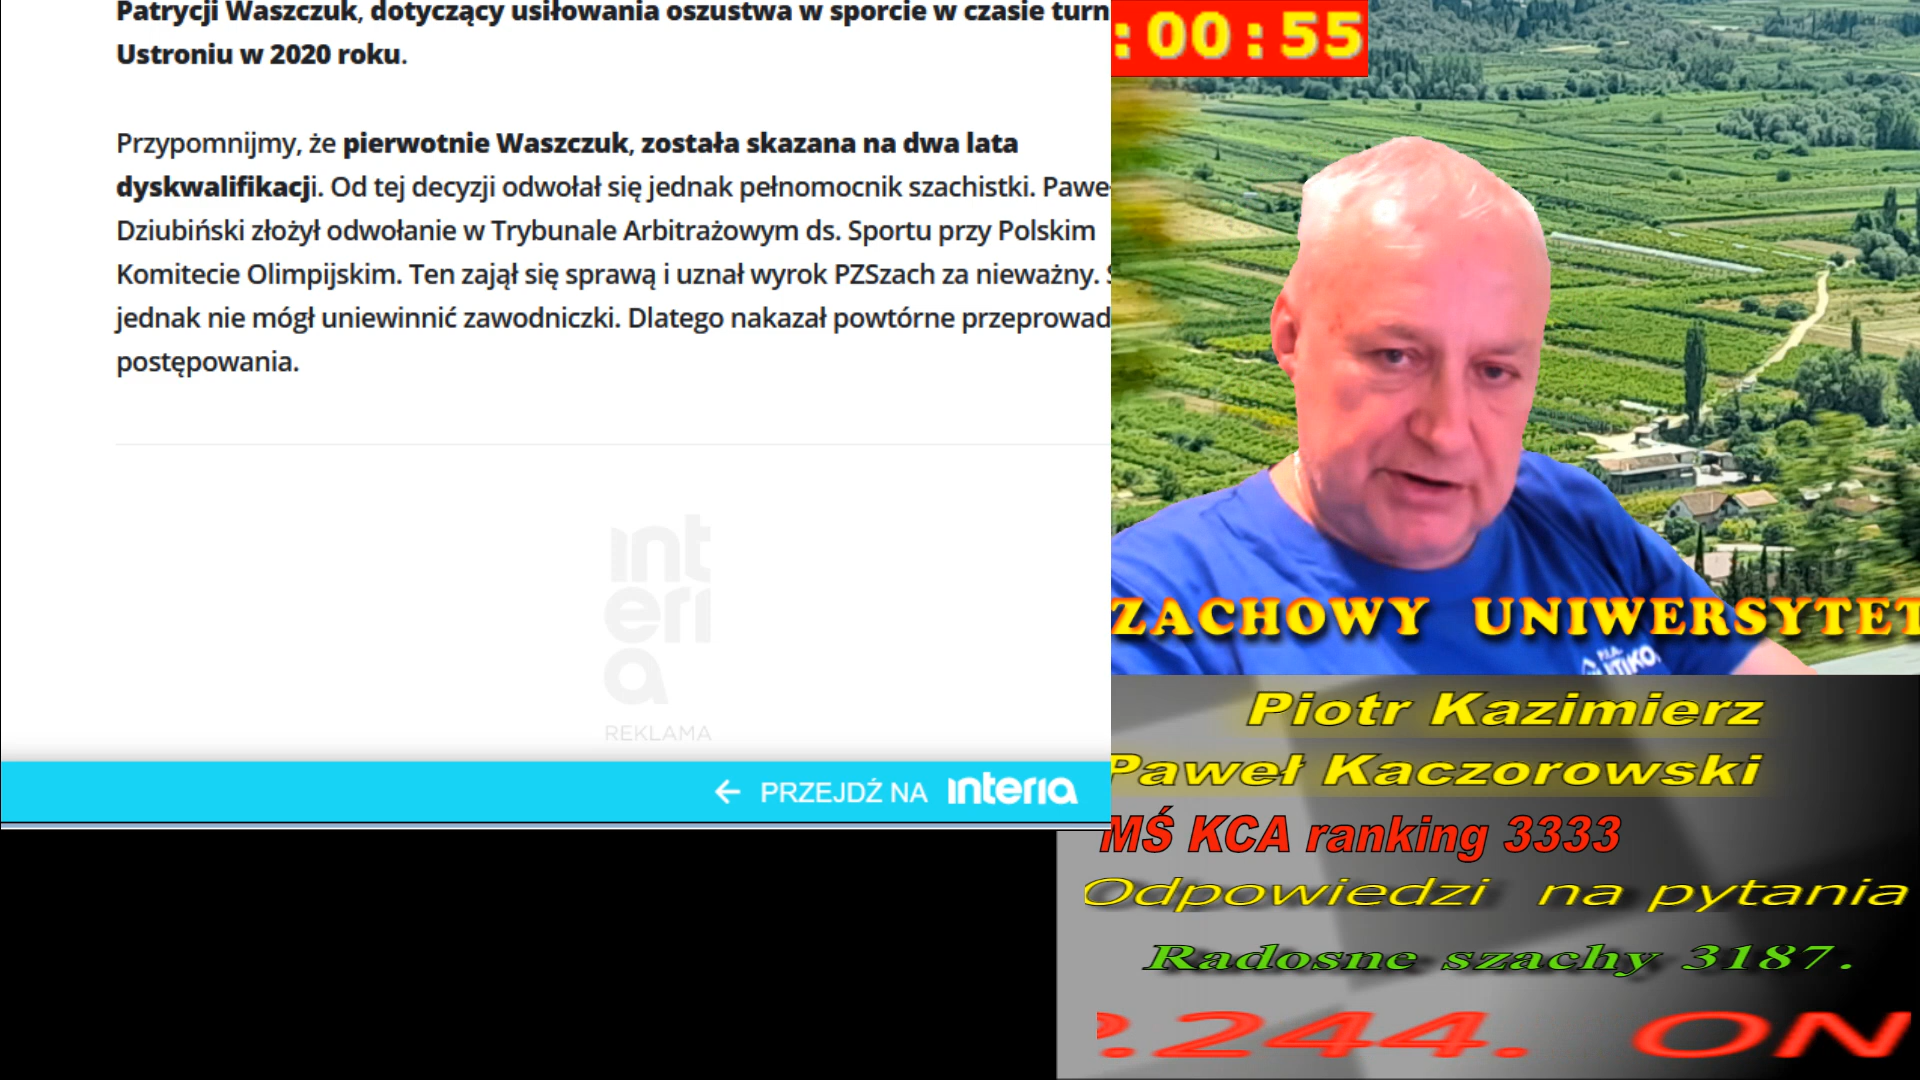 Patrycji Waszczuk, dotyczący usiłowania oszustwa w sporcie w czasie turn
Ustroniu w 2020 roku.
Przypomnijmy, że pierwotnie Waszczuk, została skazana na dwa lata
dyskwalifikacji. Od tej decyzji odwołał się jednak pełnomocnik szachistki. Paweł
Dziubiński złożył odwołanie w Trybunale Arbitrażowym ds. Sportu przy Polskim
Komitecie Olimpijskim. Ten zajął się sprawą i uznał wyrok PZSzach za nieważny.
jednak nie mógł uniewinnić zawodniczki. Dlatego nakazał powtórne przeprowad
postępowania.
interia
REKLAMA
← PRZEJDŹ NA interia
:00:55
ZACHOWY UNIWERSYTET
Piotr Kazimierz
Paweł Kaczorowski
MŚ KCA ranking 3333
Odpowiedzi na pytania
Radosne szachy 3187.
.244. ON